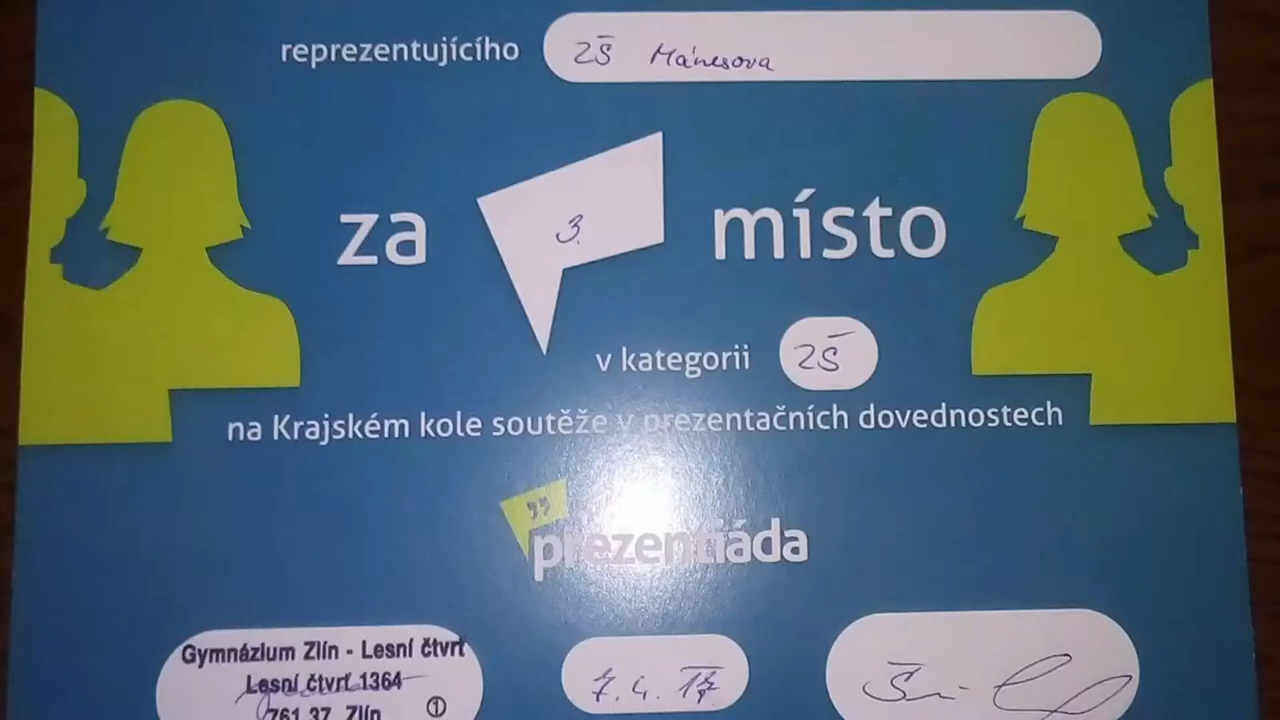 reprezentujícího ZŠ Mánesova
za 3. místo
v kategorii ZŠ
na Krajském kole soutěže v prezentačních dovednostech
" prezentiáda
Gymnázium Zlín - Lesní čtvrť
Lesní čtvrť 1364
761 37 Zlín ①
7.4.17